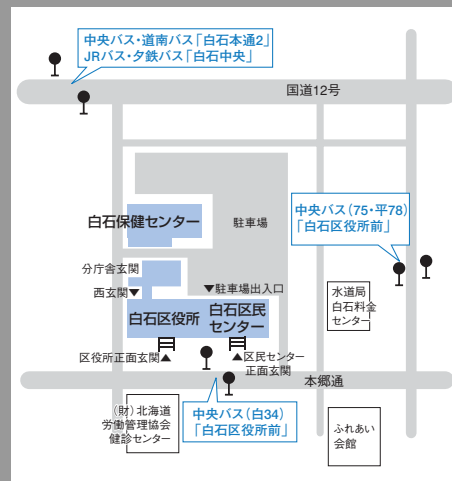 中央バス・道南バス「白石本通2」
JRバス・夕鉄バス「白石中央」
国道12号
白石保健センター
駐車場
中央バス(75・平78)
「白石区役所前」
分庁舎玄関
西玄関▼
▼駐車場出入口
水道局
白石料金
センター
白石区役所
白石区民
センター
区役所正面玄関▲
▲区民センター
正面玄関
本郷通
(財)北海道
労働管理協会
健診センター
中央バス(白34)
「白石区役所前」
ふれあい
会館